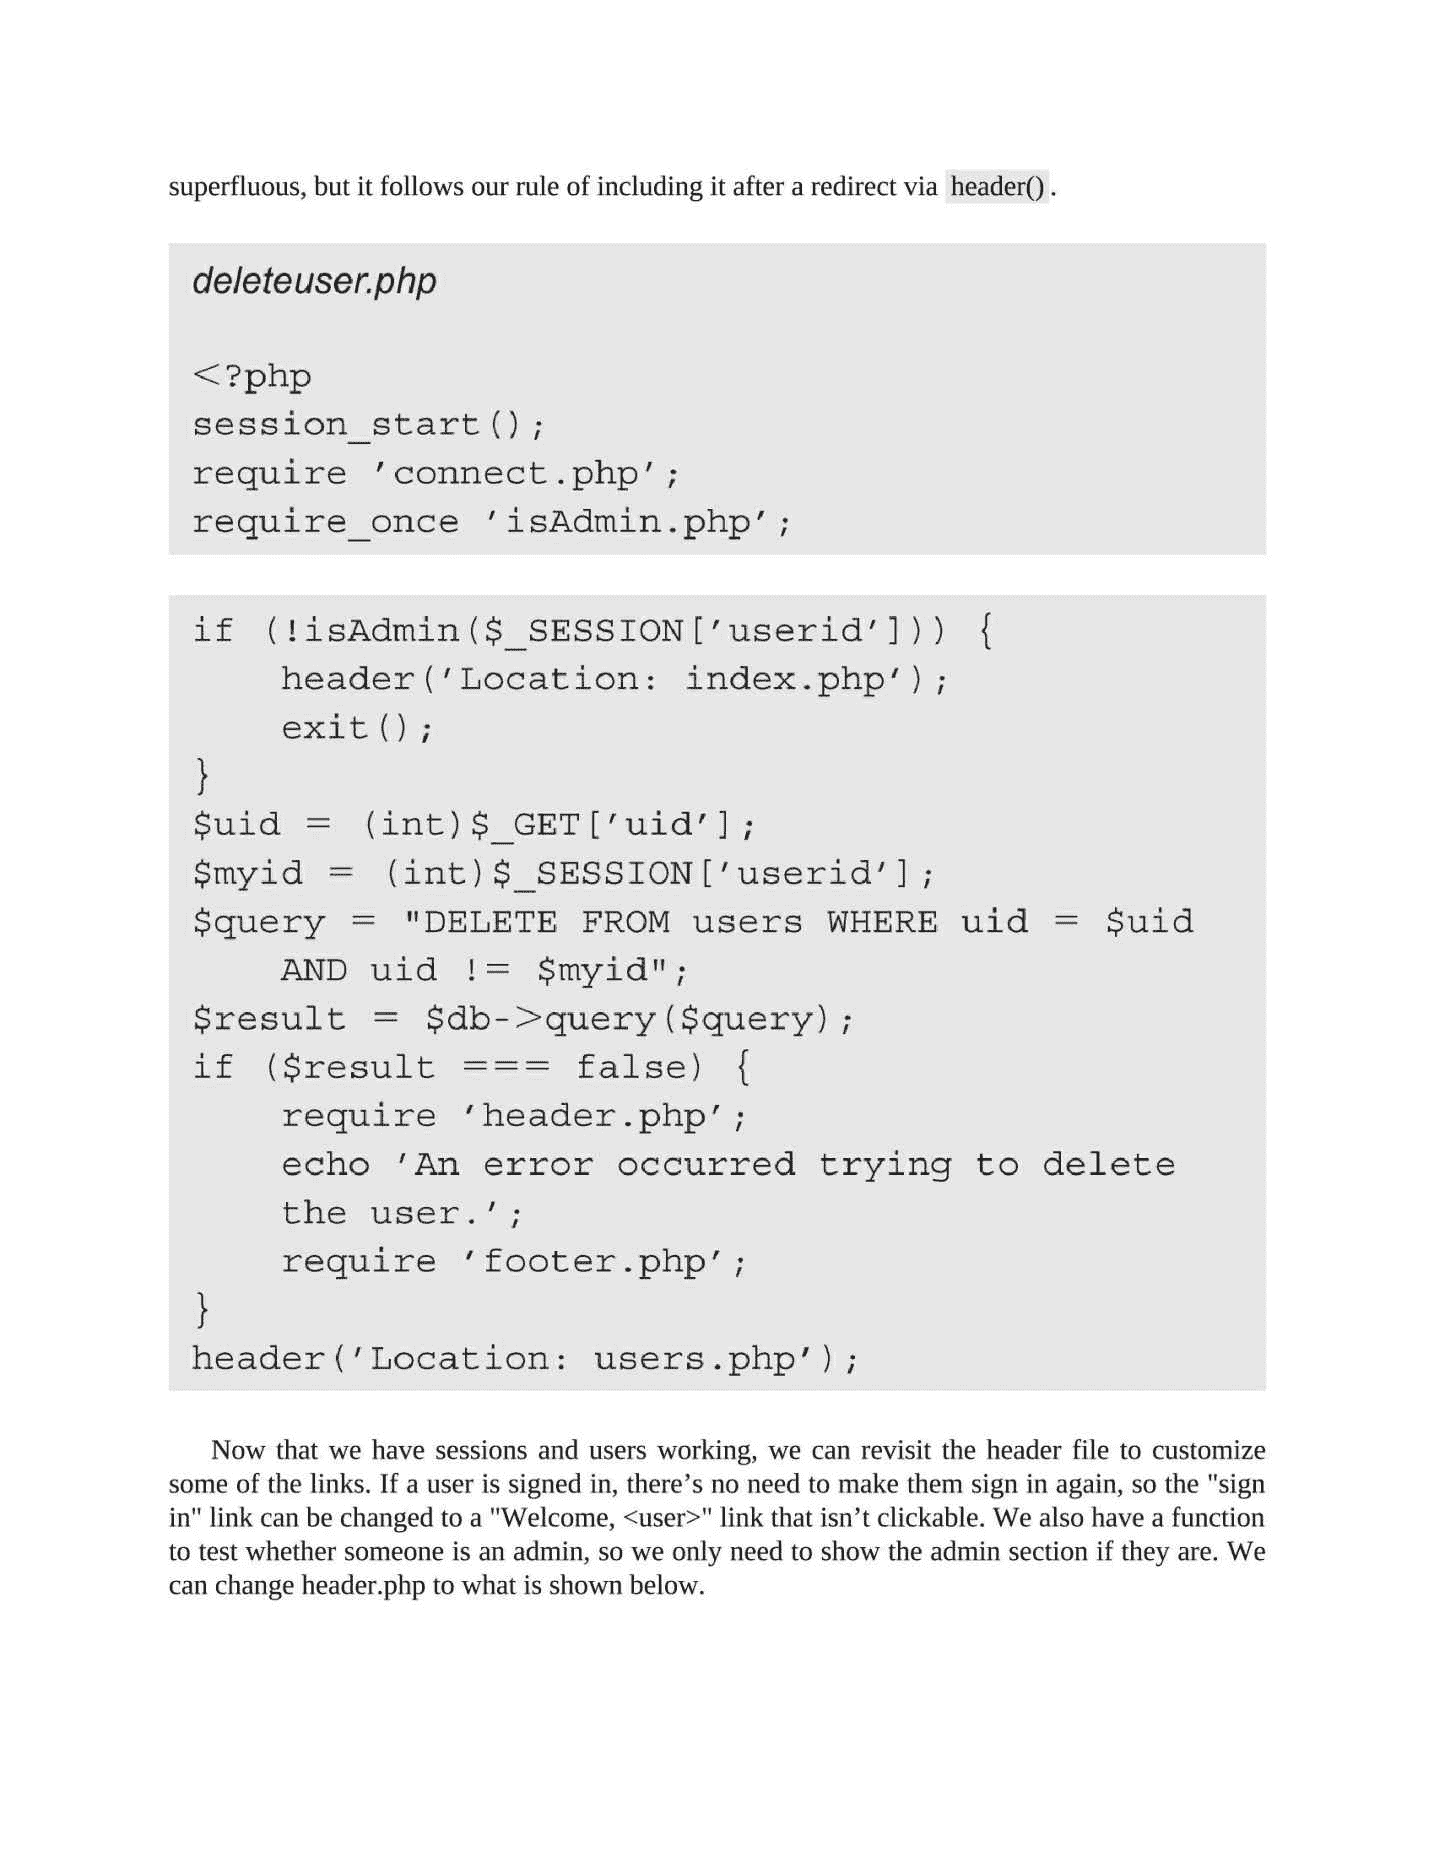 superfluous, but it follows our rule of including it after a redirect via header() .
deleteuser.php
<?php
session_start();
require 'connect.php';
require_once 'isAdmin.php';
if (!isAdmin($_SESSION['userid'])) {
    header('Location: index.php');
    exit();
}
$uid = (int)$_GET['uid'];
$myid = (int)$_SESSION['userid'];
$query = "DELETE FROM users WHERE uid = $uid
    AND uid != $myid";
$result = $db->query($query);
if ($result === false) {
    require 'header.php';
    echo 'An error occurred trying to delete
    the user.';
    require 'footer.php';
}
header('Location: users.php');
Now that we have sessions and users working, we can revisit the header file to customize
some of the links. If a user is signed in, there’s no need to make them sign in again, so the "sign
in" link can be changed to a "Welcome, <user>" link that isn’t clickable. We also have a function
to test whether someone is an admin, so we only need to show the admin section if they are. We
can change header.php to what is shown below.